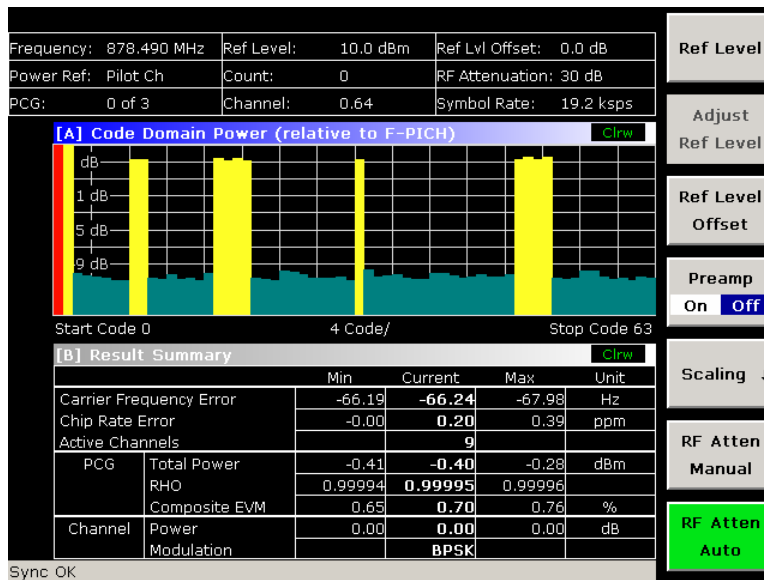 Frequency: 878.490 MHz Ref Level: 10.0 dBm Ref Lvl Offset: 0.0 dB
Power Ref: Pilot Ch Count: 0 RF Attenuation: 30 dB
PCG: 0 of 3 Channel: 0.64 Symbol Rate: 19.2 ksps
[A] Code Domain Power (relative to F-PICH) Clrw
dB
1 dB
5 dB
9 dB
Start Code 0 4 Code/ Stop Code 63
[B] Result Summary Clrw
Min Current Max Unit
Carrier Frequency Error -66.19 -66.24 -67.98 Hz
Chip Rate Error -0.00 0.20 0.39 ppm
Active Channels 9
PCG Total Power -0.41 -0.40 -0.28 dBm
RHO 0.99994 0.99995 0.99996
Composite EVM 0.65 0.70 0.76 %
Channel Power 0.00 0.00 0.00 dB
Modulation BPSK
Sync OK
Ref Level
Adjust
Ref Level
Ref Level
Offset
Preamp
On Off
Scaling
RF Atten
Manual
RF Atten
Auto